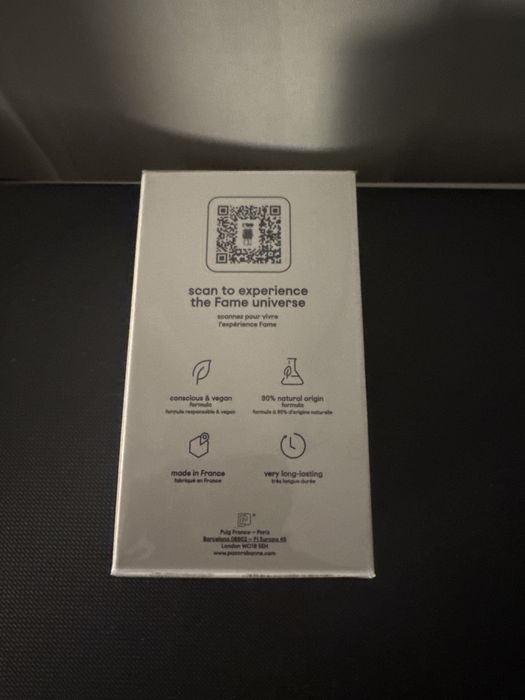 scan to experience
the Fame universe
scannez pour vivre
l'expérience Fame
conscious & vegan
formula
formule responsable & vegan
90% natural origin
formula
formule à 90% d'origine naturelle
made in France
fabriqué en France
very long-lasting
très longue durée
Puig France – Paris
Barcelona 08902 – Pl Europa 46
London WC1B 5EH
www.pacorabanne.com